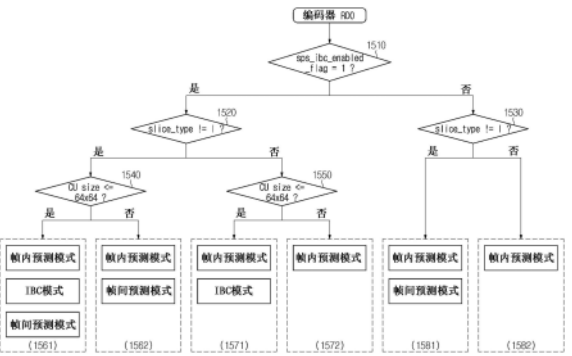 编码器 RDO
1510
sps_ibc_enabled
_flag = 1 ?
是
否
1520
slice_type != I ?
1530
slice_type != I ?
是
否
是
否
1540
CU size <=
64x64 ?
1550
CU size <=
64x64 ?
是
否
是
否
帧内预测模式
IBC模式
帧间预测模式
(1561)
帧内预测模式
帧间预测模式
(1562)
帧内预测模式
IBC模式
(1571)
帧内预测模式
(1572)
帧内预测模式
帧间预测模式
(1581)
帧内预测模式
(1582)